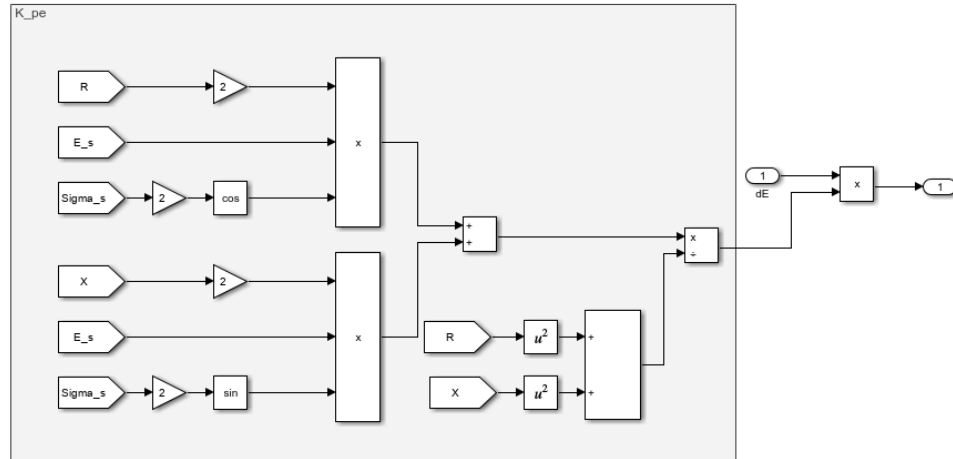 K_pe
R
2
E_s
x
Sigma_s
2
cos
+
+
X
2
E_s
x
Sigma_s
2
sin
R
u²
+
X
u²
+
x
÷
1
dE
x
1